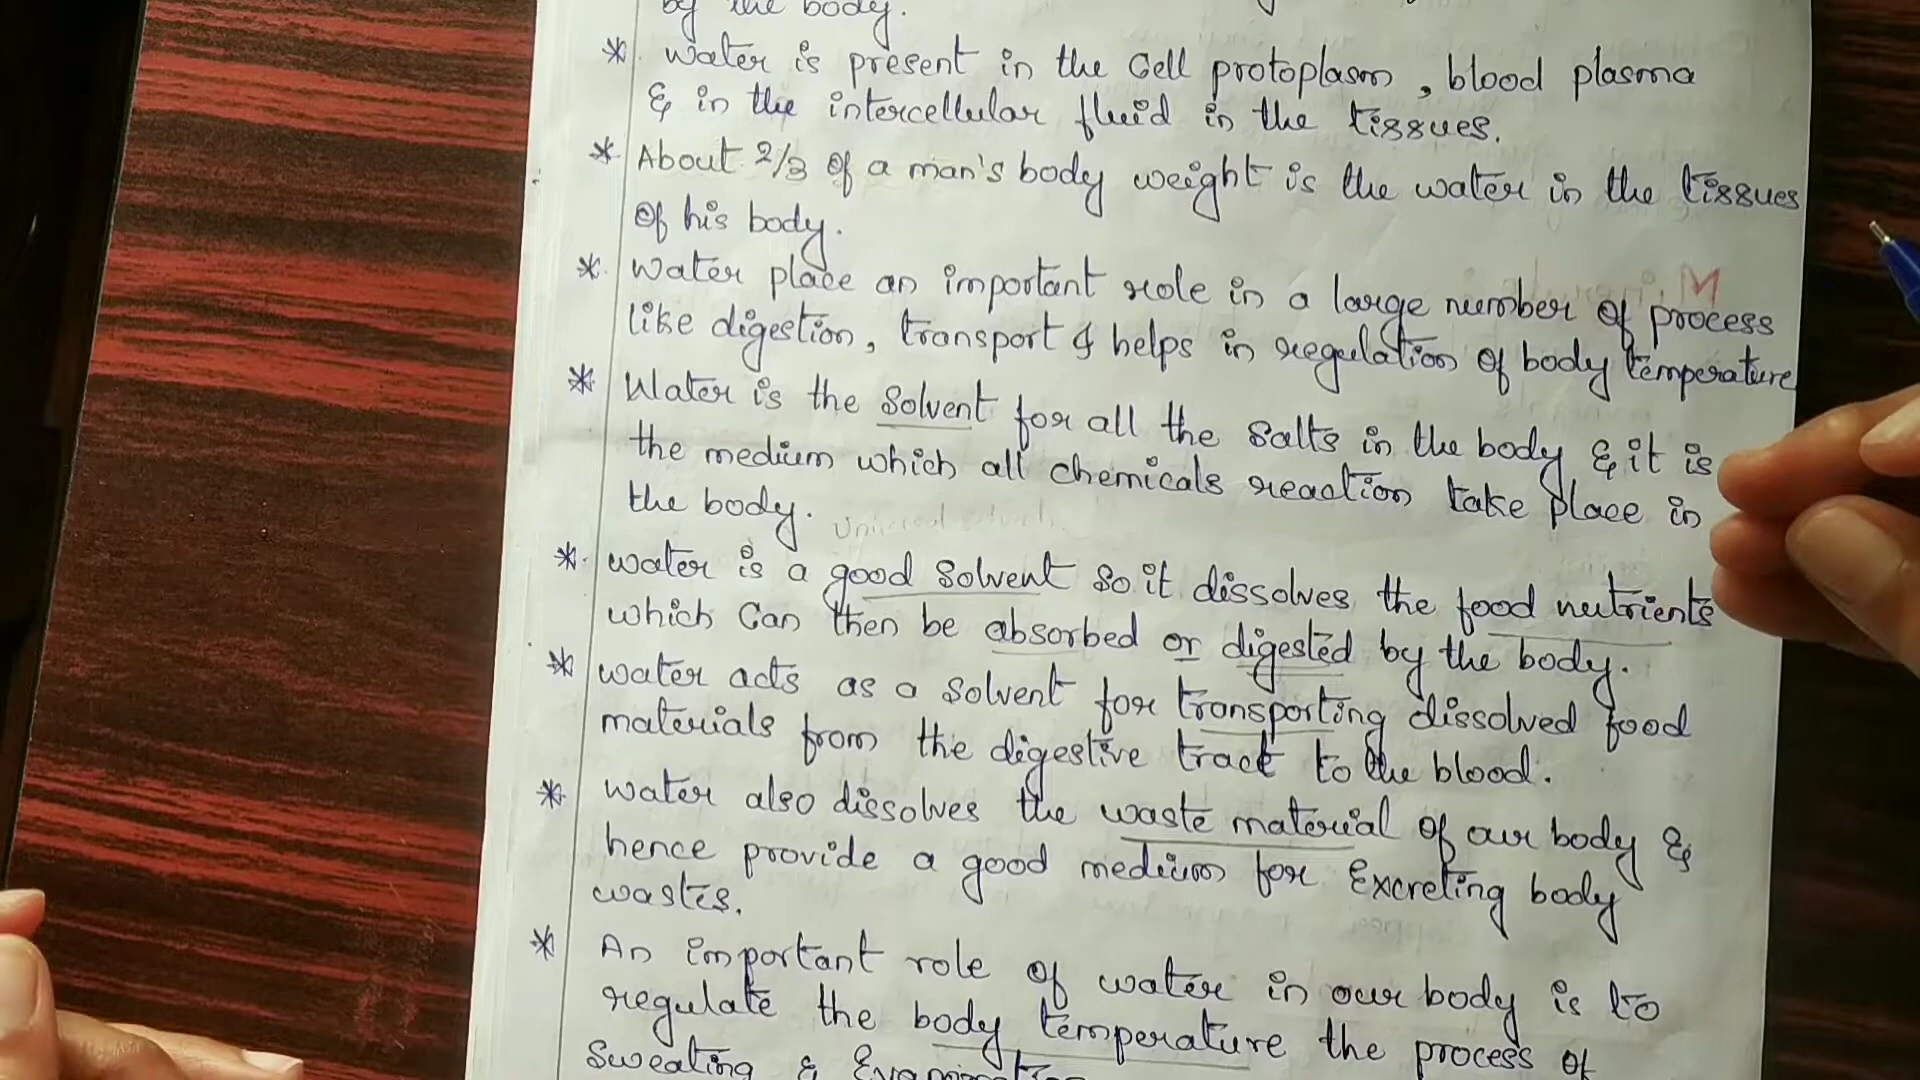 by the body.
* Water is present in the Cell protoplasm, blood plasma
& in the intercellular fluid in the tissues.
* About 2/3 of a man's body weight is the water in the tissues
of his body.
* Water place an important role in a large number of process
M
like digestion, transport & helps in regulation of body temperature
* Water is the solvent for all the salts in the body & it is
the medium which all chemicals reaction take place in
the body.
* water is a good solvent so it dissolves the food nutrients
which can then be absorbed or digested by the body.
* water acts as a solvent for transporting dissolved food
materials from the digestive tract to the blood.
* water also dissolves the waste material of our body &
hence provide a good medium for Excreting body
wastes.
* An important role of water in our body is to
regulate the body temperature the process of
Sweating &